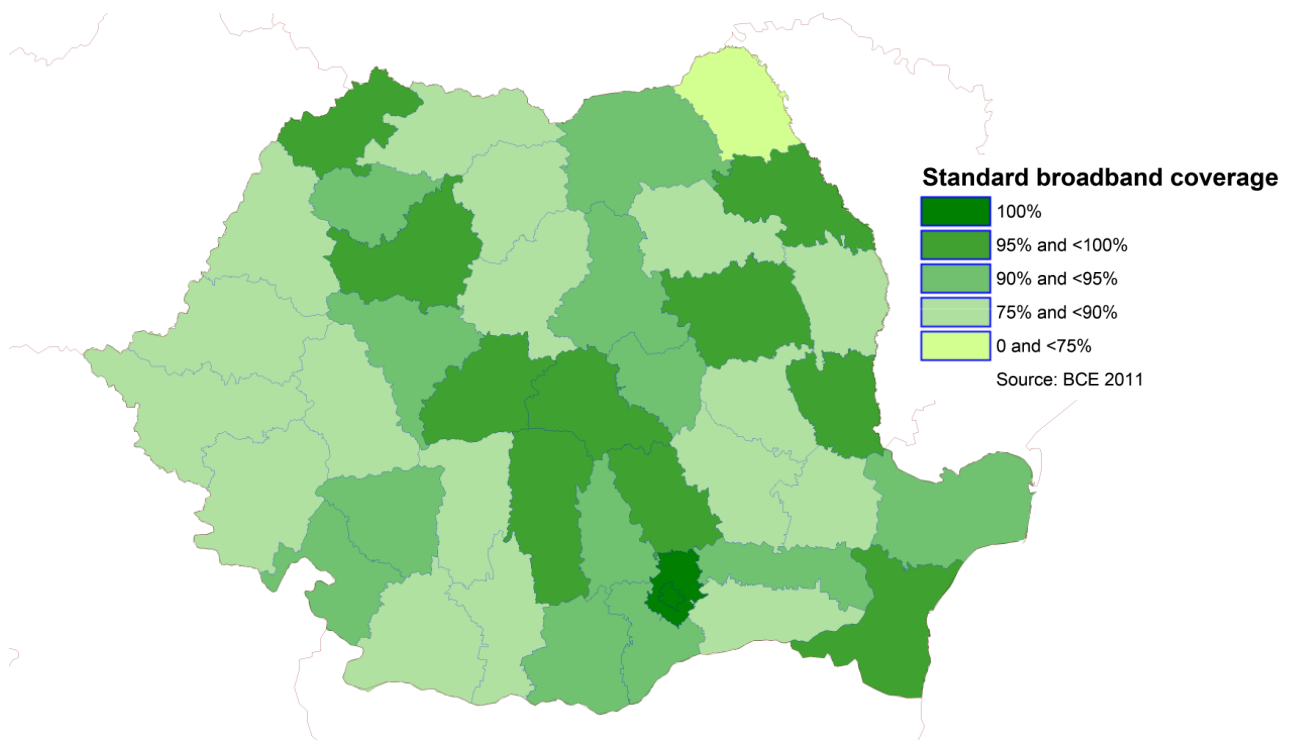 Standard broadband coverage
100%
95% and <100%
90% and <95%
75% and <90%
0 and <75%
Source: BCE 2011